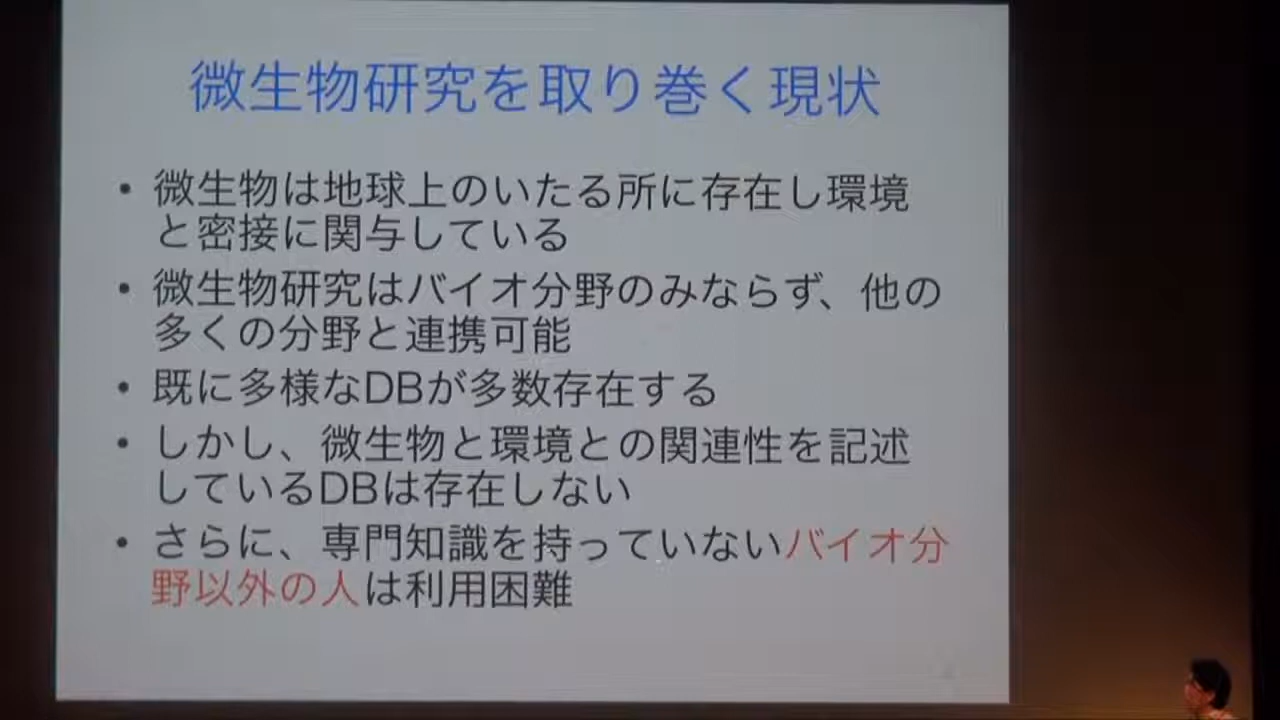 微生物研究を取り巻く現状
• 微生物は地球上のいたる所に存在し環境
と密接に関与している
• 微生物研究はバイオ分野のみならず、他の
多くの分野と連携可能
• 既に多様なDBが多数存在する
• しかし、微生物と環境との関連性を記述
しているDBは存在しない
• さらに、専門知識を持っていないバイオ分
野以外の人は利用困難